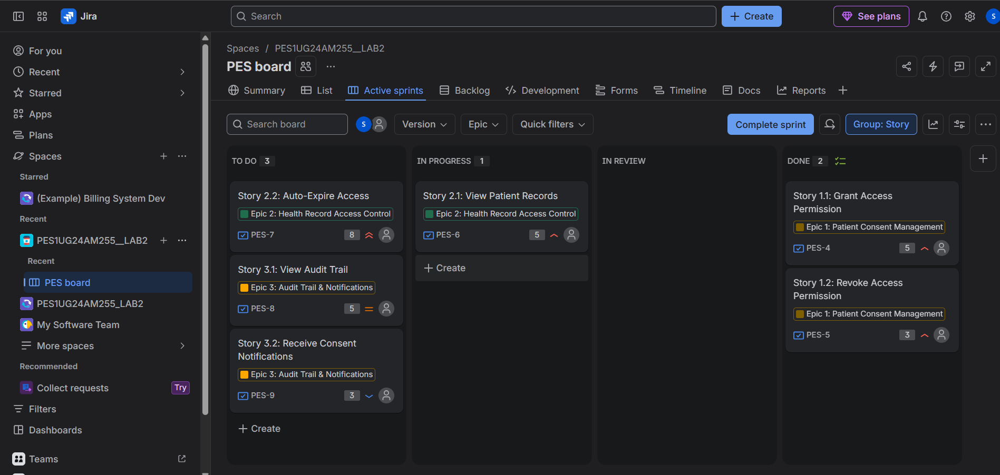 Jira
Search
Create
See plans
S
For you
Recent
Starred
Apps
Plans
Spaces
Starred
(Example) Billing System Dev
Recent
PES1UG24AM255__LAB2
Recent
PES board
PES1UG24AM255_LAB2
My Software Team
More spaces
Recommended
Collect requests
Try
Filters
Dashboards
Teams
Spaces / PES1UG24AM255__LAB2
PES board
Summary
List
Active sprints
Backlog
Development
Forms
Timeline
Docs
Reports
Search board
S
Version
Epic
Quick filters
Complete sprint
Group: Story
TO DO 3
Story 2.2: Auto-Expire Access
Epic 2: Health Record Access Control
PES-7
8
Story 3.1: View Audit Trail
Epic 3: Audit Trail & Notifications
PES-8
5
Story 3.2: Receive Consent
Notifications
Epic 3: Audit Trail & Notifications
PES-9
3
Create
IN PROGRESS 1
Story 2.1: View Patient Records
Epic 2: Health Record Access Control
PES-6
5
Create
IN REVIEW
DONE 2
Story 1.1: Grant Access
Permission
Epic 1: Patient Consent Management
PES-4
5
Story 1.2: Revoke Access
Permission
Epic 1: Patient Consent Management
PES-5
3